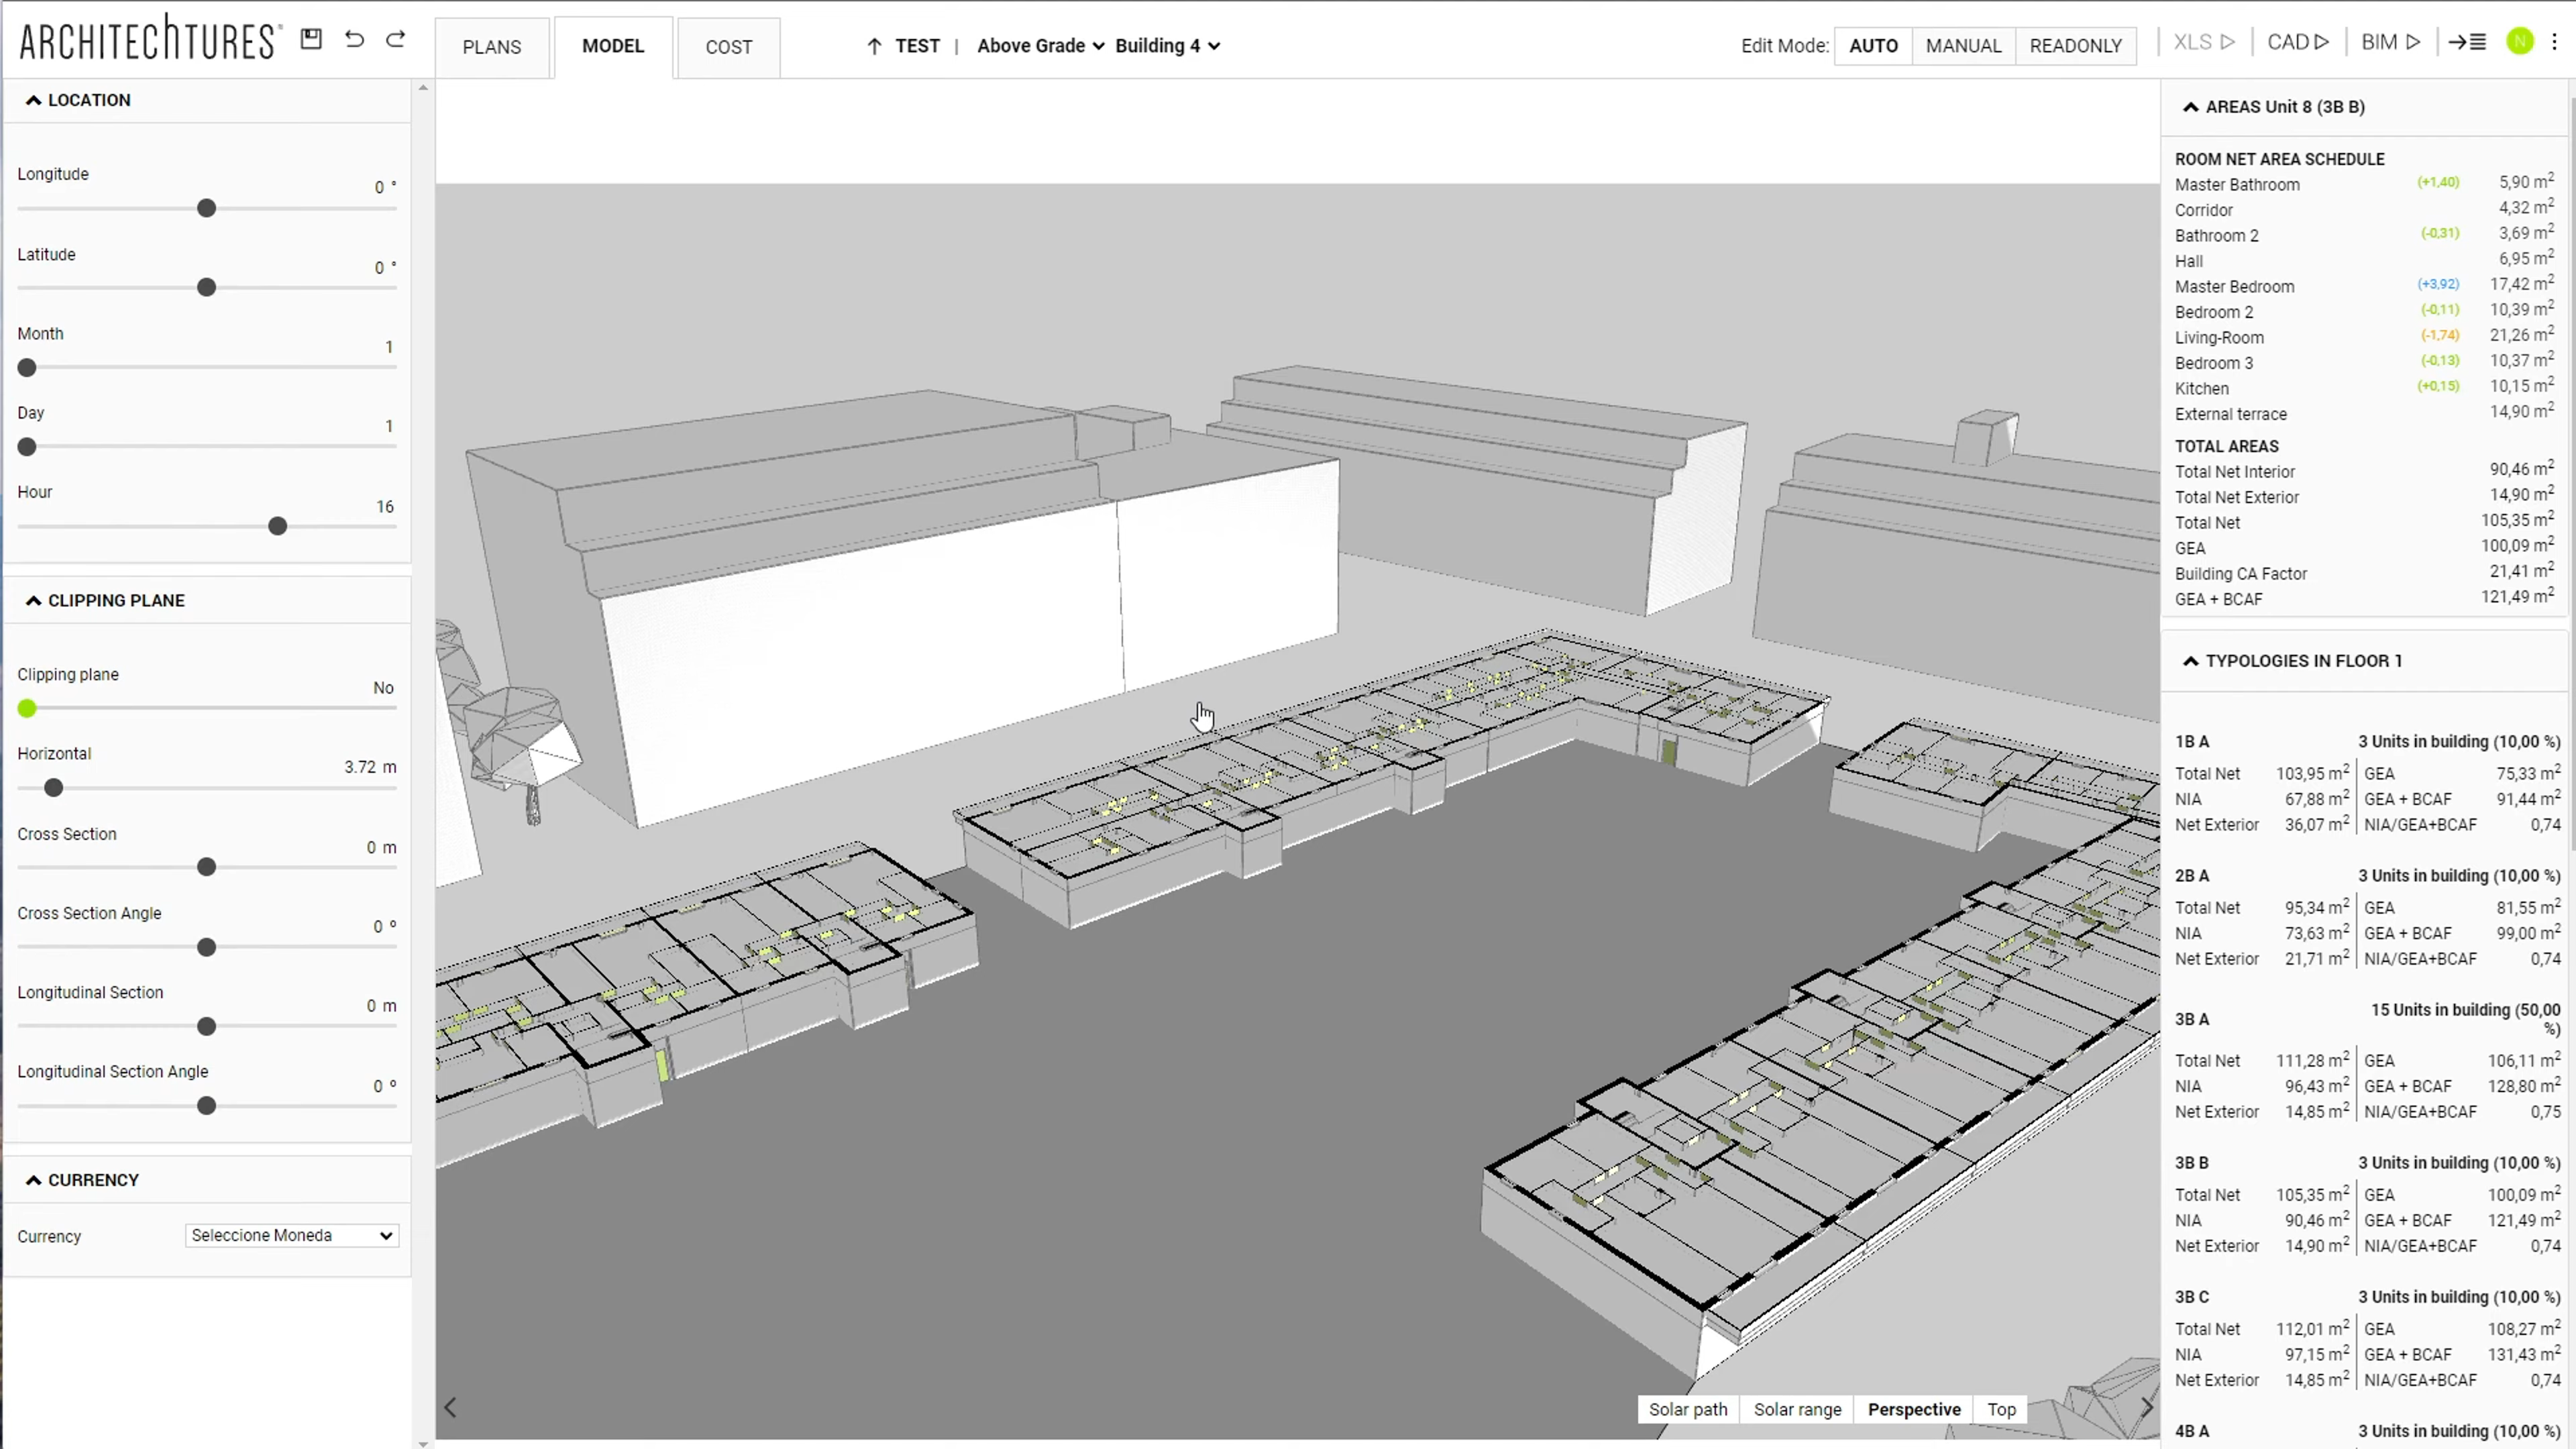 ARCHITEChTURES
PLANS
MODEL
COST
TEST | Above Grade Building 4
Edit Mode: AUTO MANUAL READONLY
XLS CAD BIM N
LOCATION
Longitude
0 °
Latitude
0 °
Month
1
Day
1
Hour
16
CLIPPING PLANE
Clipping plane
No
Horizontal
3.72 m
Cross Section
0 m
Cross Section Angle
0 º
Longitudinal Section
0 m
Longitudinal Section Angle
0 º
CURRENCY
Currency Seleccione Moneda
Solar path Solar range Perspective Top
AREAS Unit 8 (3B B)
ROOM NET AREA SCHEDULE
Master Bathroom (+1,40) 5,90 m²
Corridor 4,32 m²
Bathroom 2 (-0,31) 3,69 m²
Hall 6,95 m²
Master Bedroom (+3,92) 17,42 m²
Bedroom 2 (-0,11) 10,39 m²
Living-Room (-1,74) 21,26 m²
Bedroom 3 (-0,13) 10,37 m²
Kitchen (+0,15) 10,15 m²
External terrace 14,90 m²
TOTAL AREAS
Total Net Interior 90,46 m²
Total Net Exterior 14,90 m²
Total Net 105,35 m²
GEA 100,09 m²
Building CA Factor 21,41 m²
GEA + BCAF 121,49 m²
TYPOLOGIES IN FLOOR 1
1B A 3 Units in building (10,00 %)
Total Net 103,95 m² GEA 75,33 m²
NIA 67,88 m² GEA + BCAF 91,44 m²
Net Exterior 36,07 m² NIA/GEA+BCAF 0,74
2B A 3 Units in building (10,00 %)
Total Net 95,34 m² GEA 81,55 m²
NIA 73,63 m² GEA + BCAF 99,00 m²
Net Exterior 21,71 m² NIA/GEA+BCAF 0,74
3B A 15 Units in building (50,00
%)
Total Net 111,28 m² GEA 106,11 m²
NIA 96,43 m² GEA + BCAF 128,80 m²
Net Exterior 14,85 m² NIA/GEA+BCAF 0,75
3B B 3 Units in building (10,00 %)
Total Net 105,35 m² GEA 100,09 m²
NIA 90,46 m² GEA + BCAF 121,49 m²
Net Exterior 14,90 m² NIA/GEA+BCAF 0,74
3B C 3 Units in building (10,00 %)
Total Net 112,01 m² GEA 108,27 m²
NIA 97,15 m² GEA + BCAF 131,43 m²
Net Exterior 14,85 m² NIA/GEA+BCAF 0,74
4B A 3 Units in building (10,00 %)